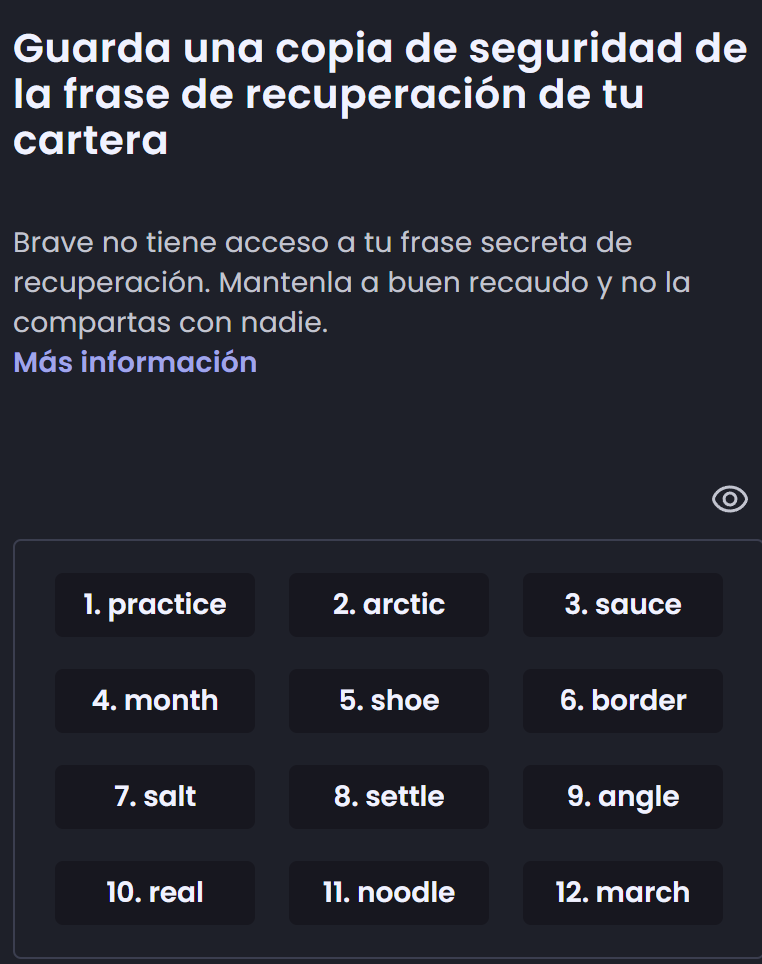 Guarda una copia de seguridad de
la frase de recuperación de tu
cartera
Brave no tiene acceso a tu frase secreta de
recuperación. Mantenla a buen recaudo y no la
compartas con nadie.
Más información
1. practice 2. arctic 3. sauce
4. month 5. shoe 6. border
7. salt 8. settle 9. angle
10. real 11. noodle 12. march